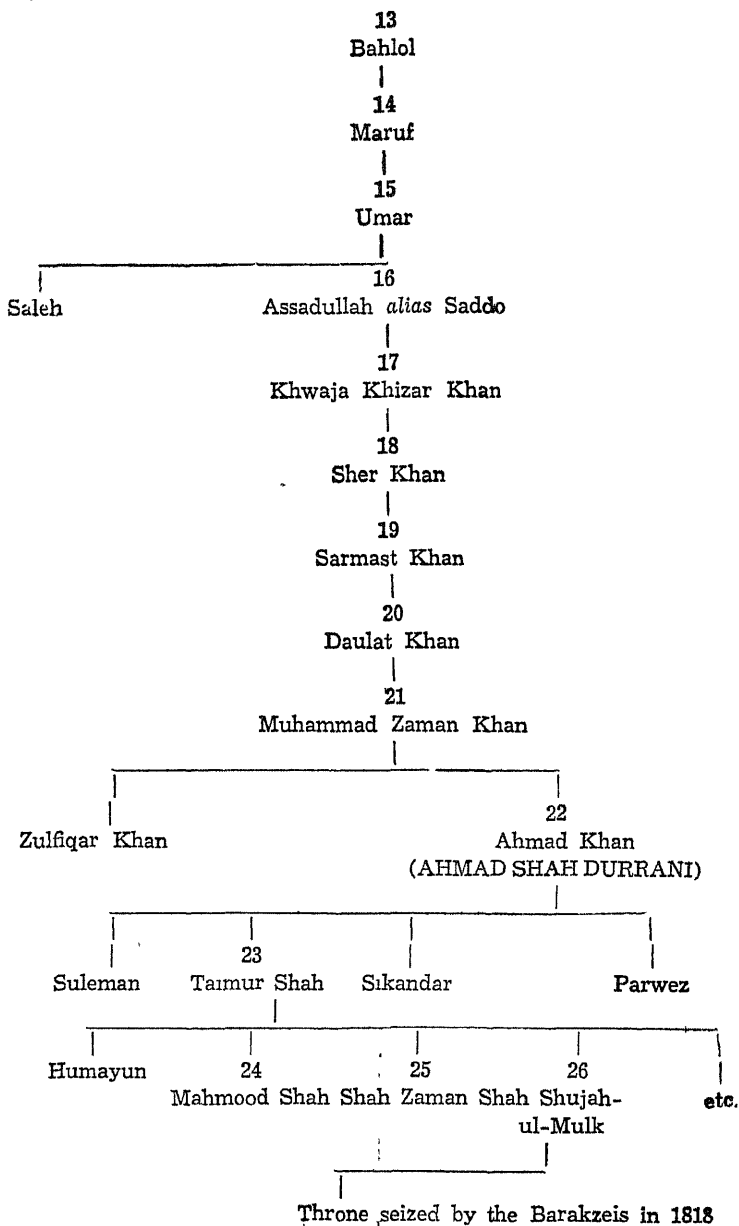 13
Bahlol
14
Maruf
15
Umar
16
Saleh Assadullah alias Saddo
17
Khwaja Khizar Khan
18
Sher Khan
19
Sarmast Khan
20
Daulat Khan
21
Muhammad Zaman Khan
22
Zulfiqar Khan Ahmad Khan
(AHMAD SHAH DURRANI)
23
Suleman Taimur Shah Sikandar Parwez
Humayun 24 25 26
Mahmood Shah Shah Zaman Shah Shujah- etc.
ul-Mulk
Throne seized by the Barakzeis in 1818